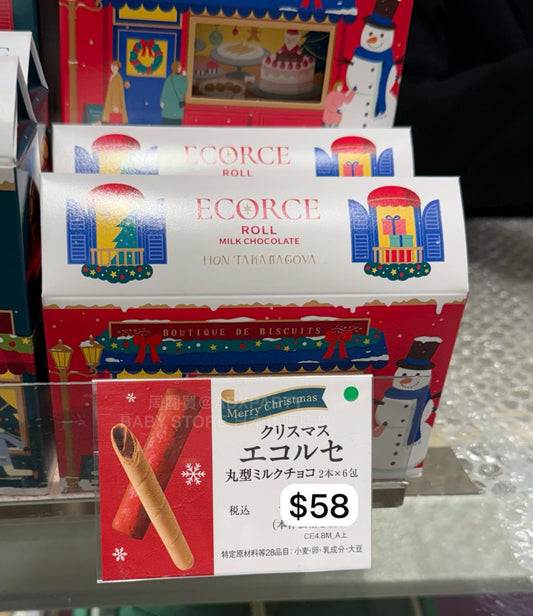 ECORCE
ROLL
ECORCE
ROLL
MILK CHOCOLATE
HON TAKASAGOYA
BOUTIQUE DE BISCUITS
BABY STORE
Merry Christmas
クリスマス
エコルセ
丸型ミルクチョコ 2本×6包
税込
$58
CE4.8M_A上
特定原材料等28品目:小麦・卵・乳成分・大豆